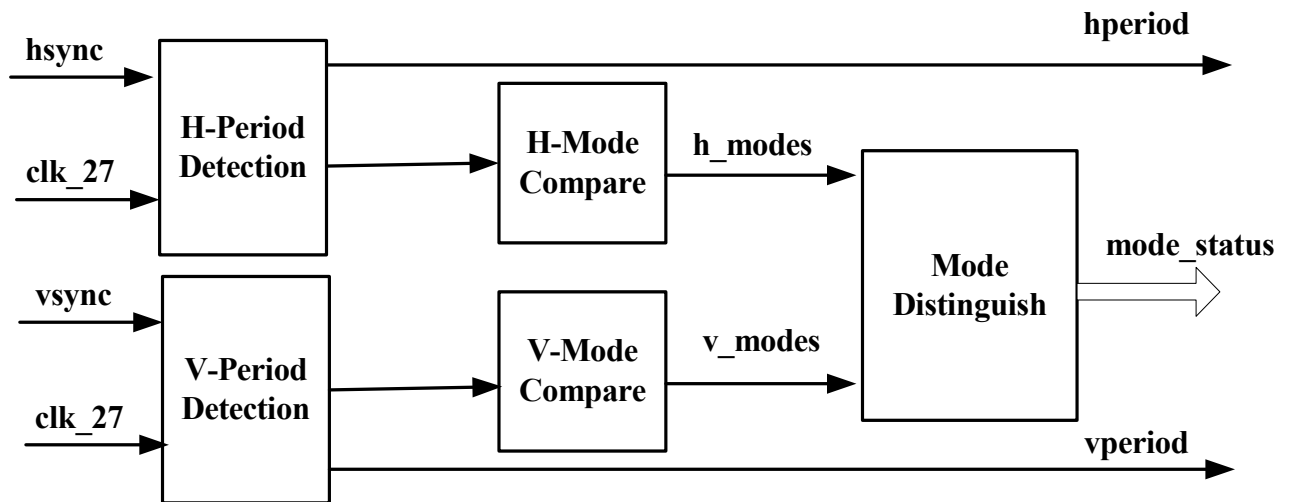 hsync
clk_27
H-Period
Detection
hperiod
H-Mode
Compare
h_modes
Mode
Distinguish
mode_status
vsync
clk_27
V-Period
Detection
V-Mode
Compare
v_modes
vperiod